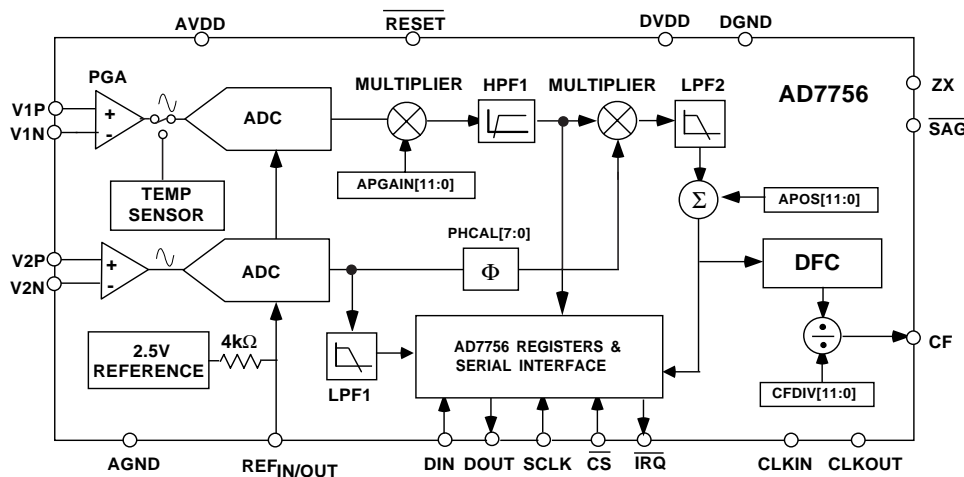 AVDD
RESET
DVDD
DGND
PGA
MULTIPLIER
HPF1
MULTIPLIER
LPF2
AD7756
ZX
V1P
V1N
+
-
ADC
SAG
APGAIN[11:0]
TEMP
SENSOR
Σ
APOS[11:0]
V2P
V2N
+
-
ADC
PHCAL[7:0]
Φ
DFC
2.5V
REFERENCE
4kΩ
LPF1
AD7756 REGISTERS &
SERIAL INTERFACE
÷
CF
CFDIV[11:0]
AGND
REFIN/OUT
DIN
DOUT
SCLK
CS
IRQ
CLKIN
CLKOUT